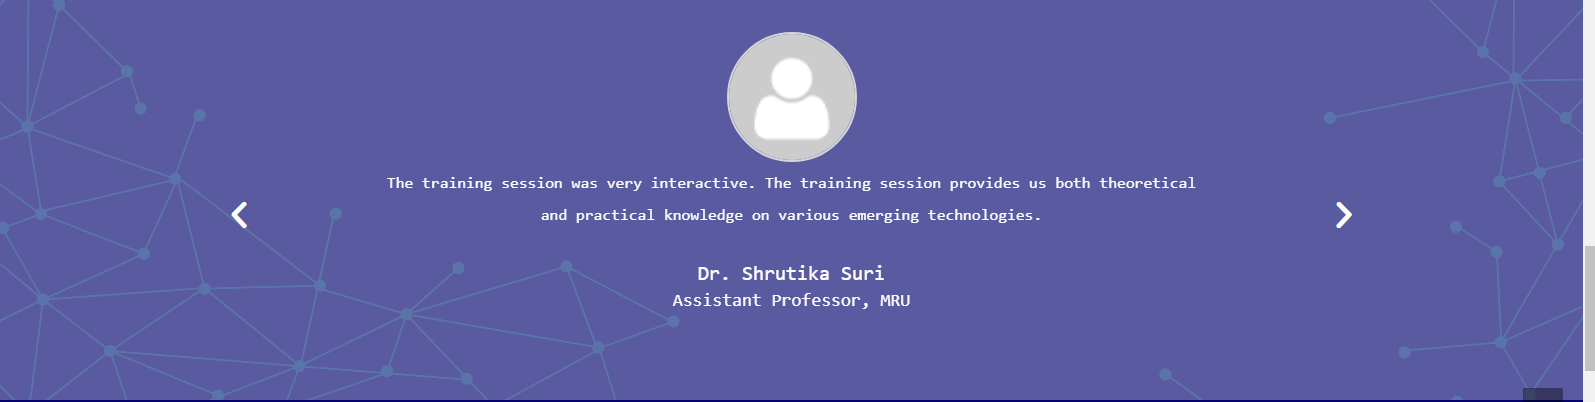 The training session was very interactive. The training session provides us both theoretical
and practical knowledge on various emerging technologies.
Dr. Shrutika Suri
Assistant Professor, MRU